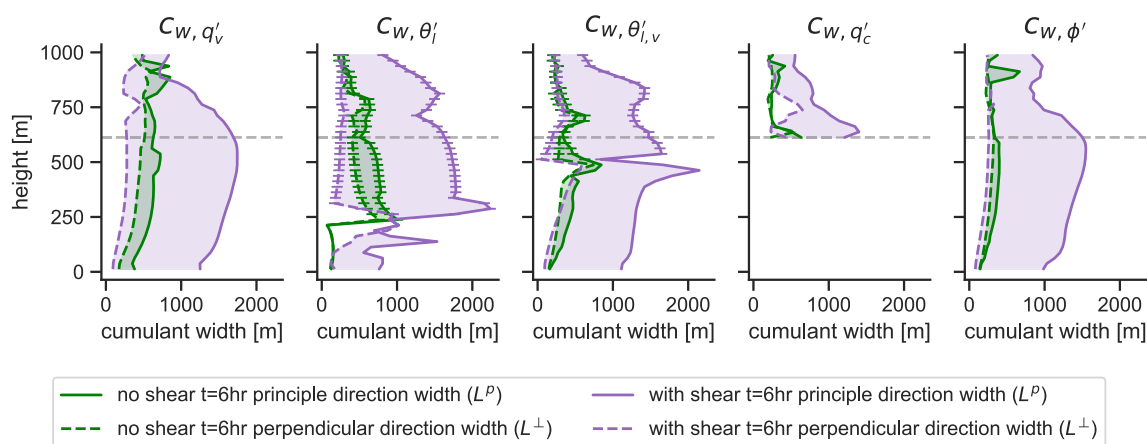 C_{W, q'_v} C_{W, θ'_l} C_{W, θ'_{l,v}} C_{W, q'_c} C_{W, ϕ'}
1000
750
500
250
0
height [m]
0 1000 2000 0 1000 2000 0 1000 2000 0 1000 2000 0 1000 2000
cumulant width [m] cumulant width [m] cumulant width [m] cumulant width [m] cumulant width [m]
no shear t=6hr principle direction width (L^p) with shear t=6hr principle direction width (L^p)
no shear t=6hr perpendicular direction width (L^⊥) with shear t=6hr perpendicular direction width (L^⊥)